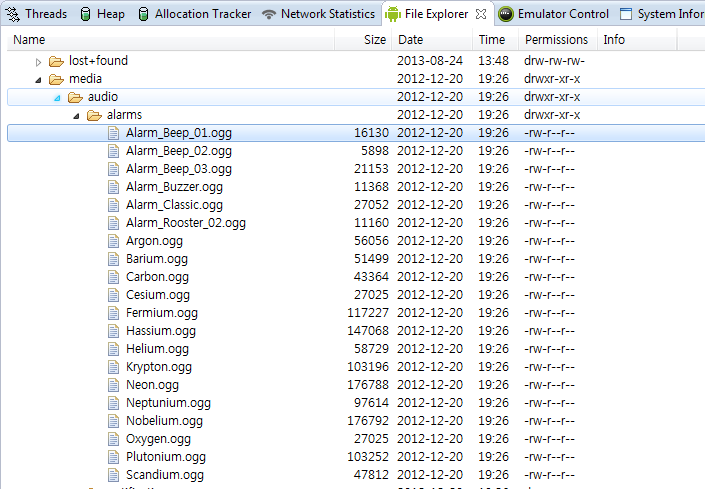 Threads Heap Allocation Tracker Network Statistics File Explorer Emulator Control System Infor
Name Size Date Time Permissions Info
lost+found 2013-08-24 13:48 drw-rw-rw-
media 2012-12-20 19:26 drwxr-xr-x
audio 2012-12-20 19:26 drwxr-xr-x
alarms 2012-12-20 19:26 drwxr-xr-x
Alarm_Beep_01.ogg 16130 2012-12-20 19:26 -rw-r--r--
Alarm_Beep_02.ogg 5898 2012-12-20 19:26 -rw-r--r--
Alarm_Beep_03.ogg 21153 2012-12-20 19:26 -rw-r--r--
Alarm_Buzzer.ogg 11368 2012-12-20 19:26 -rw-r--r--
Alarm_Classic.ogg 27052 2012-12-20 19:26 -rw-r--r--
Alarm_Rooster_02.ogg 11160 2012-12-20 19:26 -rw-r--r--
Argon.ogg 56056 2012-12-20 19:26 -rw-r--r--
Barium.ogg 51499 2012-12-20 19:26 -rw-r--r--
Carbon.ogg 43364 2012-12-20 19:26 -rw-r--r--
Cesium.ogg 27025 2012-12-20 19:26 -rw-r--r--
Fermium.ogg 117227 2012-12-20 19:26 -rw-r--r--
Hassium.ogg 147068 2012-12-20 19:26 -rw-r--r--
Helium.ogg 58729 2012-12-20 19:26 -rw-r--r--
Krypton.ogg 103196 2012-12-20 19:26 -rw-r--r--
Neon.ogg 176788 2012-12-20 19:26 -rw-r--r--
Neptunium.ogg 97614 2012-12-20 19:26 -rw-r--r--
Nobelium.ogg 176792 2012-12-20 19:26 -rw-r--r--
Oxygen.ogg 27025 2012-12-20 19:26 -rw-r--r--
Plutonium.ogg 103252 2012-12-20 19:26 -rw-r--r--
Scandium.ogg 47812 2012-12-20 19:26 -rw-r--r--